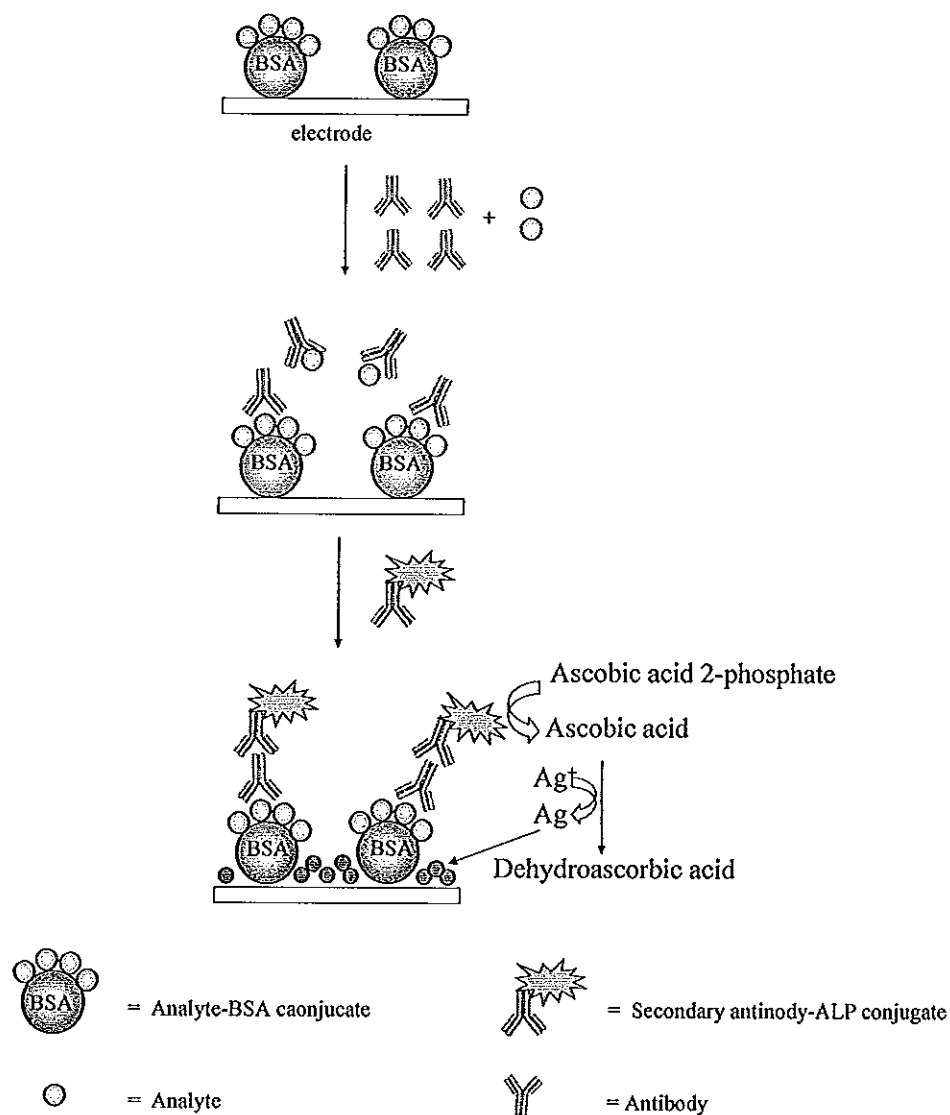 BSA BSA
electrode
+
BSA BSA
Ascobic acid 2-phosphate
Ascobic acid
Ag+
Ag
BSA BSA
Dehydroascorbic acid
BSA = Analyte-BSA caonjucate
= Secondary antinody-ALP conjugate
= Analyte
= Antibody